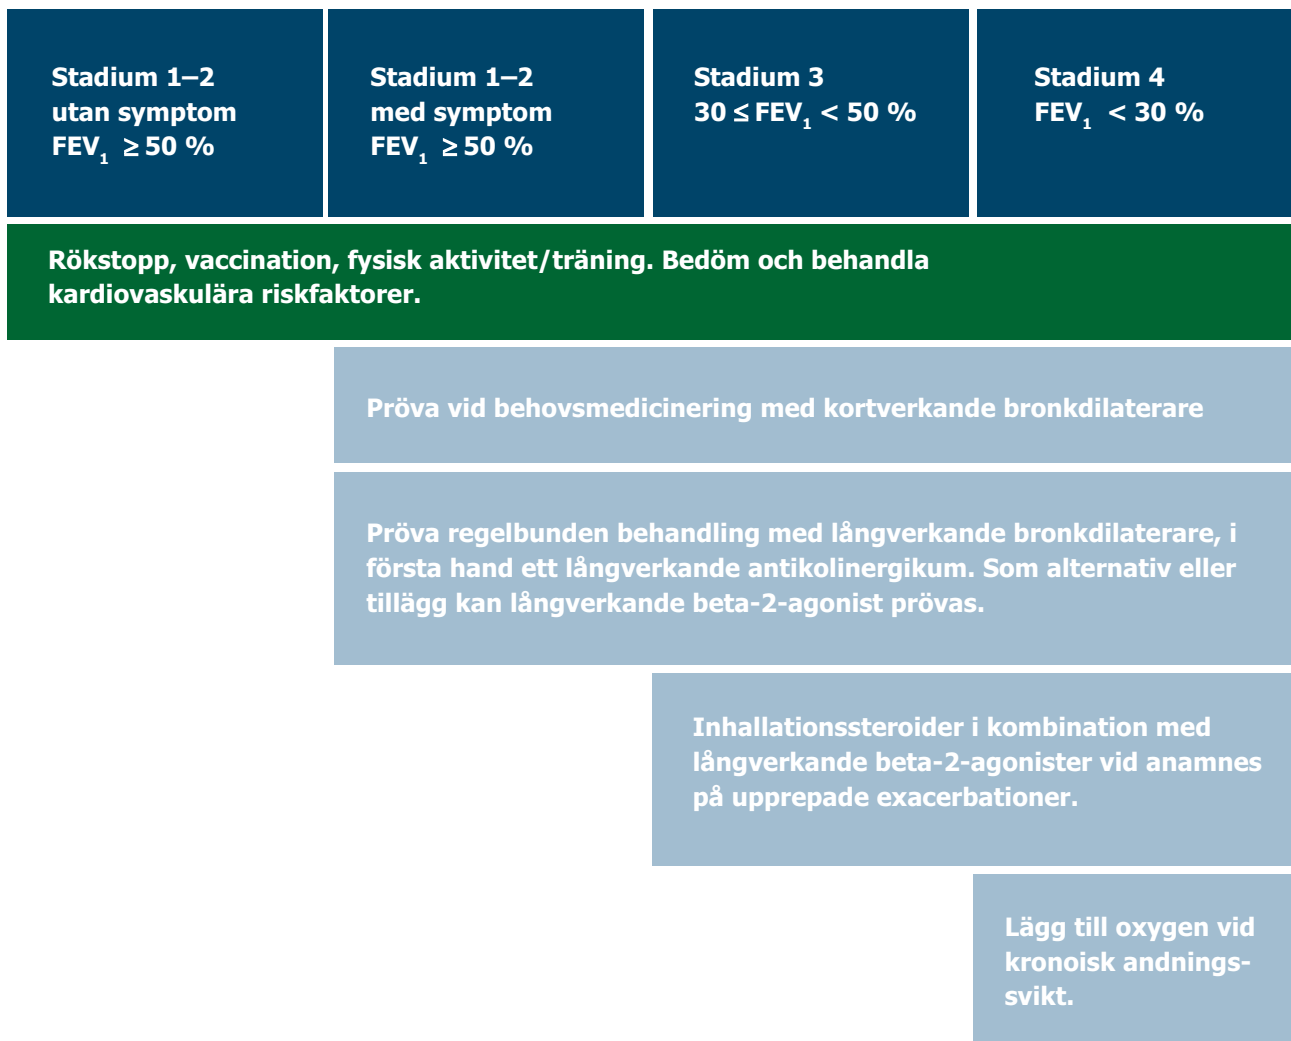 Stadium 1–2
utan symptom
FEV₁ ≥ 50 %
Stadium 1–2
med symptom
FEV₁ ≥ 50 %
Stadium 3
30 ≤ FEV₁ < 50 %
Stadium 4
FEV₁ < 30 %
Rökstopp, vaccination, fysisk aktivitet/träning. Bedöm och behandla
kardiovaskulära riskfaktorer.
Pröva vid behovsmedicinering med kortverkande bronkdilaterare
Pröva regelbunden behandling med långverkande bronkdilaterare, i
första hand ett långverkande antikolinergikum. Som alternativ eller
tillägg kan långverkande beta-2-agonist prövas.
Inhallationssteroider i kombination med
långverkande beta-2-agonister vid anamnes
på upprepade exacerbationer.
Lägg till oxygen vid
kronoisk andnings-
svikt.